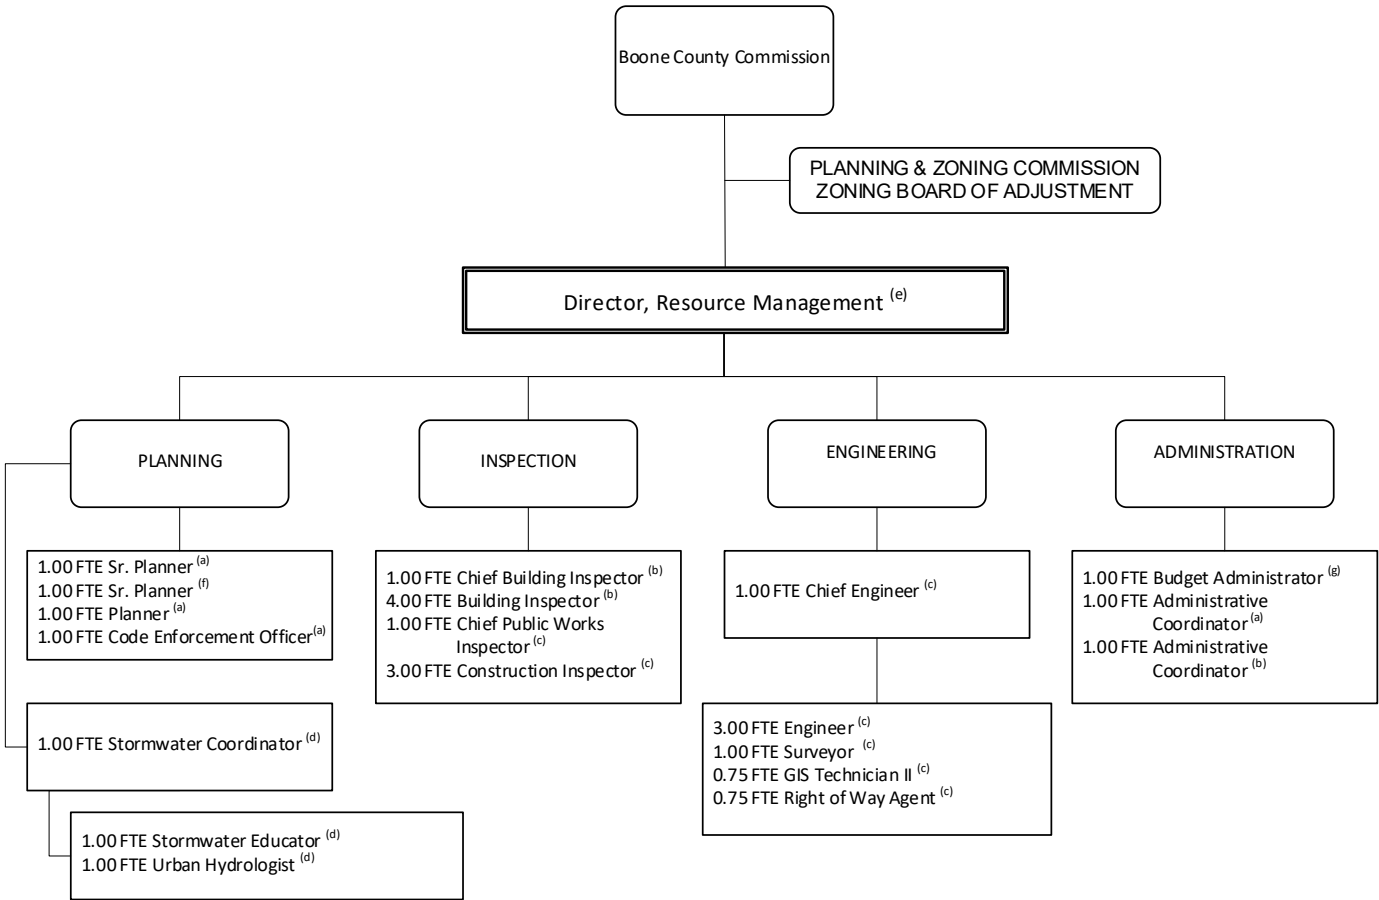 Boone County Commission
PLANNING & ZONING COMMISSION
ZONING BOARD OF ADJUSTMENT
Director, Resource Management (e)
PLANNING
INSPECTION
ENGINEERING
ADMINISTRATION
1.00 FTE Sr. Planner (a)
1.00 FTE Sr. Planner (f)
1.00 FTE Planner (a)
1.00 FTE Code Enforcement Officer(a)
1.00 FTE Chief Building Inspector (b)
4.00 FTE Building Inspector (b)
1.00 FTE Chief Public Works
Inspector (c)
3.00 FTE Construction Inspector (c)
1.00 FTE Chief Engineer (c)
1.00 FTE Budget Administrator (g)
1.00 FTE Administrative
Coordinator (a)
1.00 FTE Administrative
Coordinator (b)
1.00 FTE Stormwater Coordinator (d)
3.00 FTE Engineer (c)
1.00 FTE Surveyor (c)
0.75 FTE GIS Technician II (c)
0.75 FTE Right of Way Agent (c)
1.00 FTE Stormwater Educator (d)
1.00 FTE Urban Hydrologist (d)